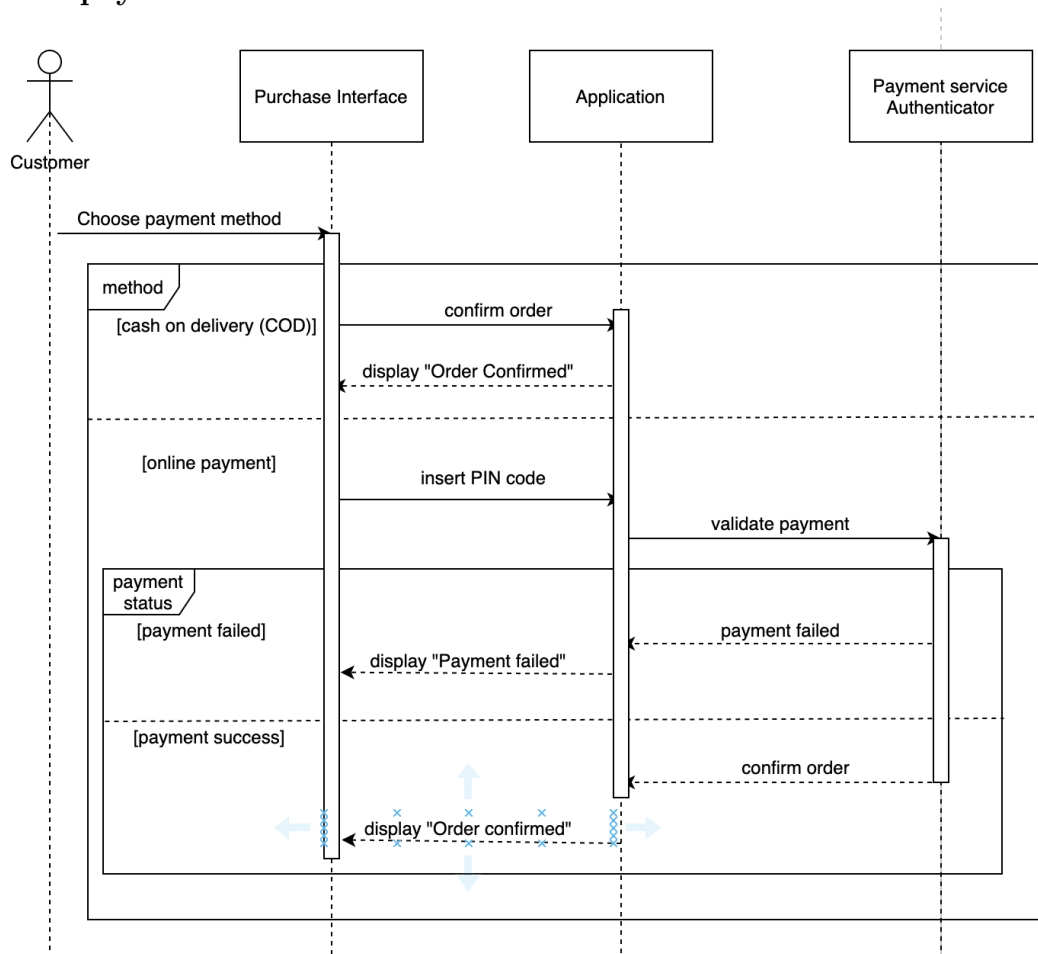 Purchase Interface
Application
Payment service
Authenticator
Customer
Choose payment method
method
[cash on delivery (COD)]
confirm order
display "Order Confirmed"
[online payment]
insert PIN code
validate payment
payment
status
[payment failed]
payment failed
display "Payment failed"
[payment success]
confirm order
display "Order confirmed"